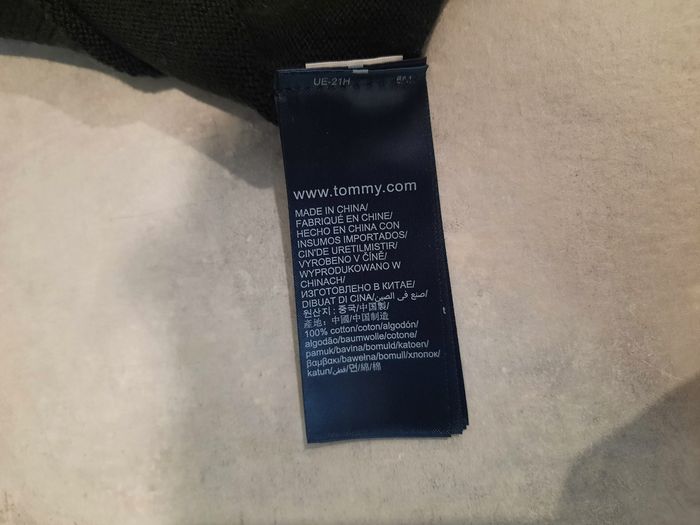 UE-21H
www.tommy.com
MADE IN CHINA/
FABRIQUÉ EN CHINE/
HECHO EN CHINA CON
INSUMOS IMPORTADOS/
CIN'DE URETILMISTIR/
VYROBENO V ČÍNĚ/
WYPRODUKOWANO W
CHINACH/
ИЗГОТОВЛЕНО В КИТАЕ/
DIBUAT DI CINA/صنع في الصين/
원산지 : 중국/中国製/
產地: 中國/中国制造
100% cotton/coton/algodón/
algodão/baumwolle/cotone/
pamuk/bavlna/bomuld/katoen/
βαμβακι/bawełna/bomull/хлопок/
katun/قطن/면/綿/棉